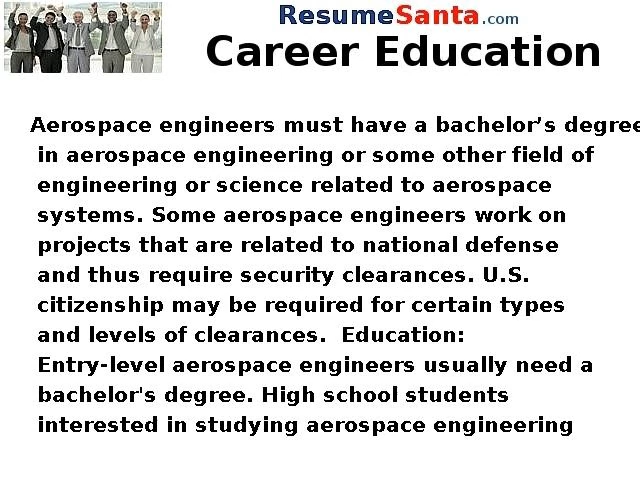 ResumeSanta.com
Career Education
Aerospace engineers must have a bachelor’s degree
in aerospace engineering or some other field of
engineering or science related to aerospace
systems. Some aerospace engineers work on
projects that are related to national defense
and thus require security clearances. U.S.
citizenship may be required for certain types
and levels of clearances.  Education:
Entry-level aerospace engineers usually need a
bachelor's degree. High school students
interested in studying aerospace engineering